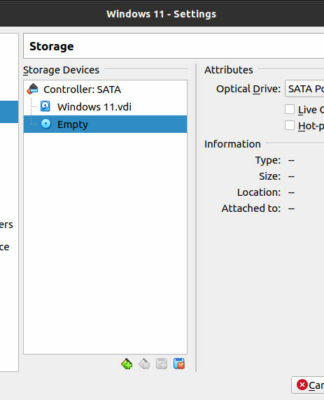 Windows 11 - Settings
Storage
Storage Devices
Controller: SATA
Windows 11.vdi
Empty
Attributes
Optical Drive: SATA Po
Live C
Hot-p
Information
Type: --
Size: --
Location: --
Attached to: --
ers
ce
Can